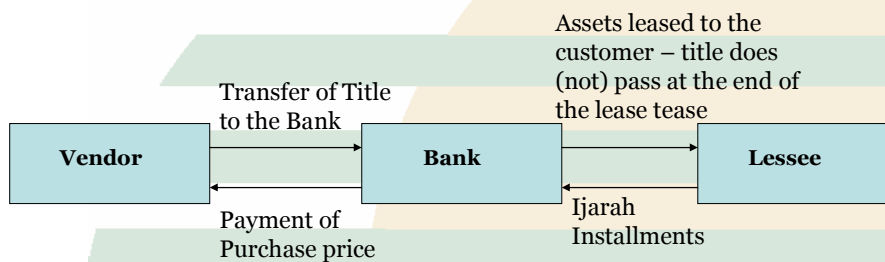 Assets leased to the
customer – title does
(not) pass at the end of
the lease tease
Transfer of Title
to the Bank
Vendor
Bank
Lessee
Payment of
Purchase price
Ijarah
Installments